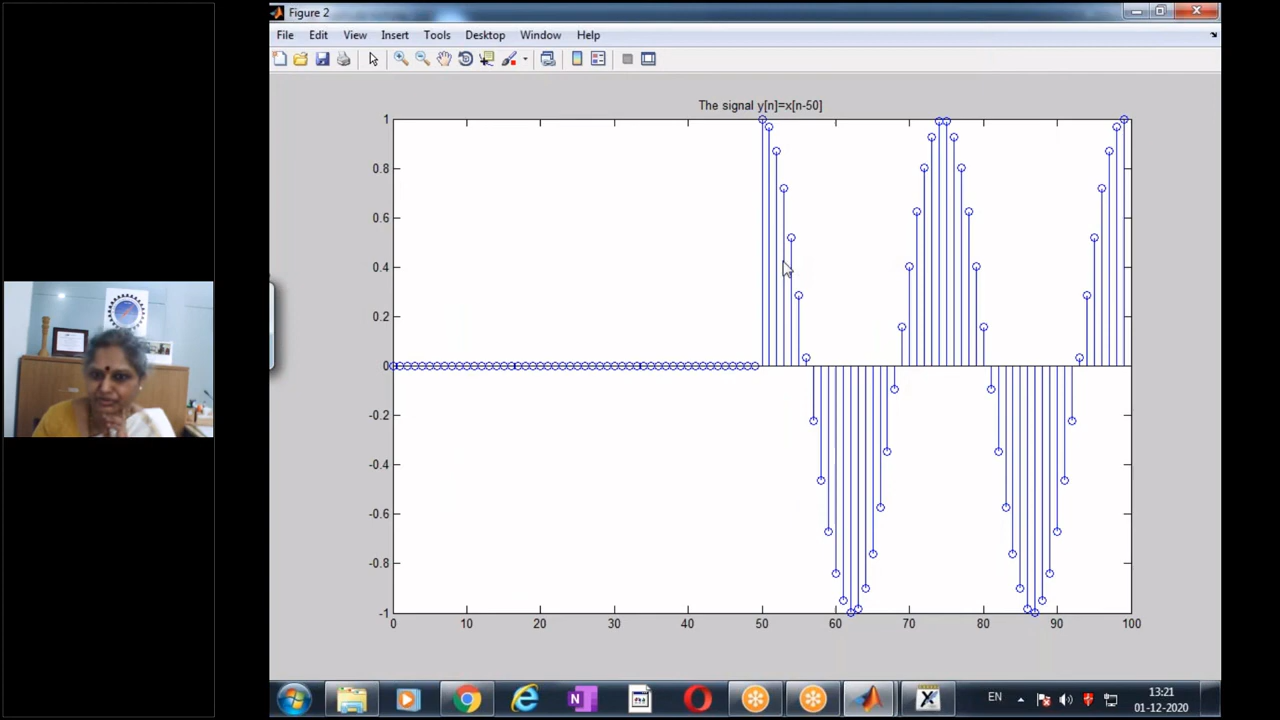 Figure 2
File Edit View Insert Tools Desktop Window Help
The signal y[n]=x[n-50]
1
0.8
0.6
0.4
0.2
0
-0.2
-0.4
-0.6
-0.8
-1
0 10 20 30 40 50 60 70 80 90 100
EN
13:21
01-12-2020